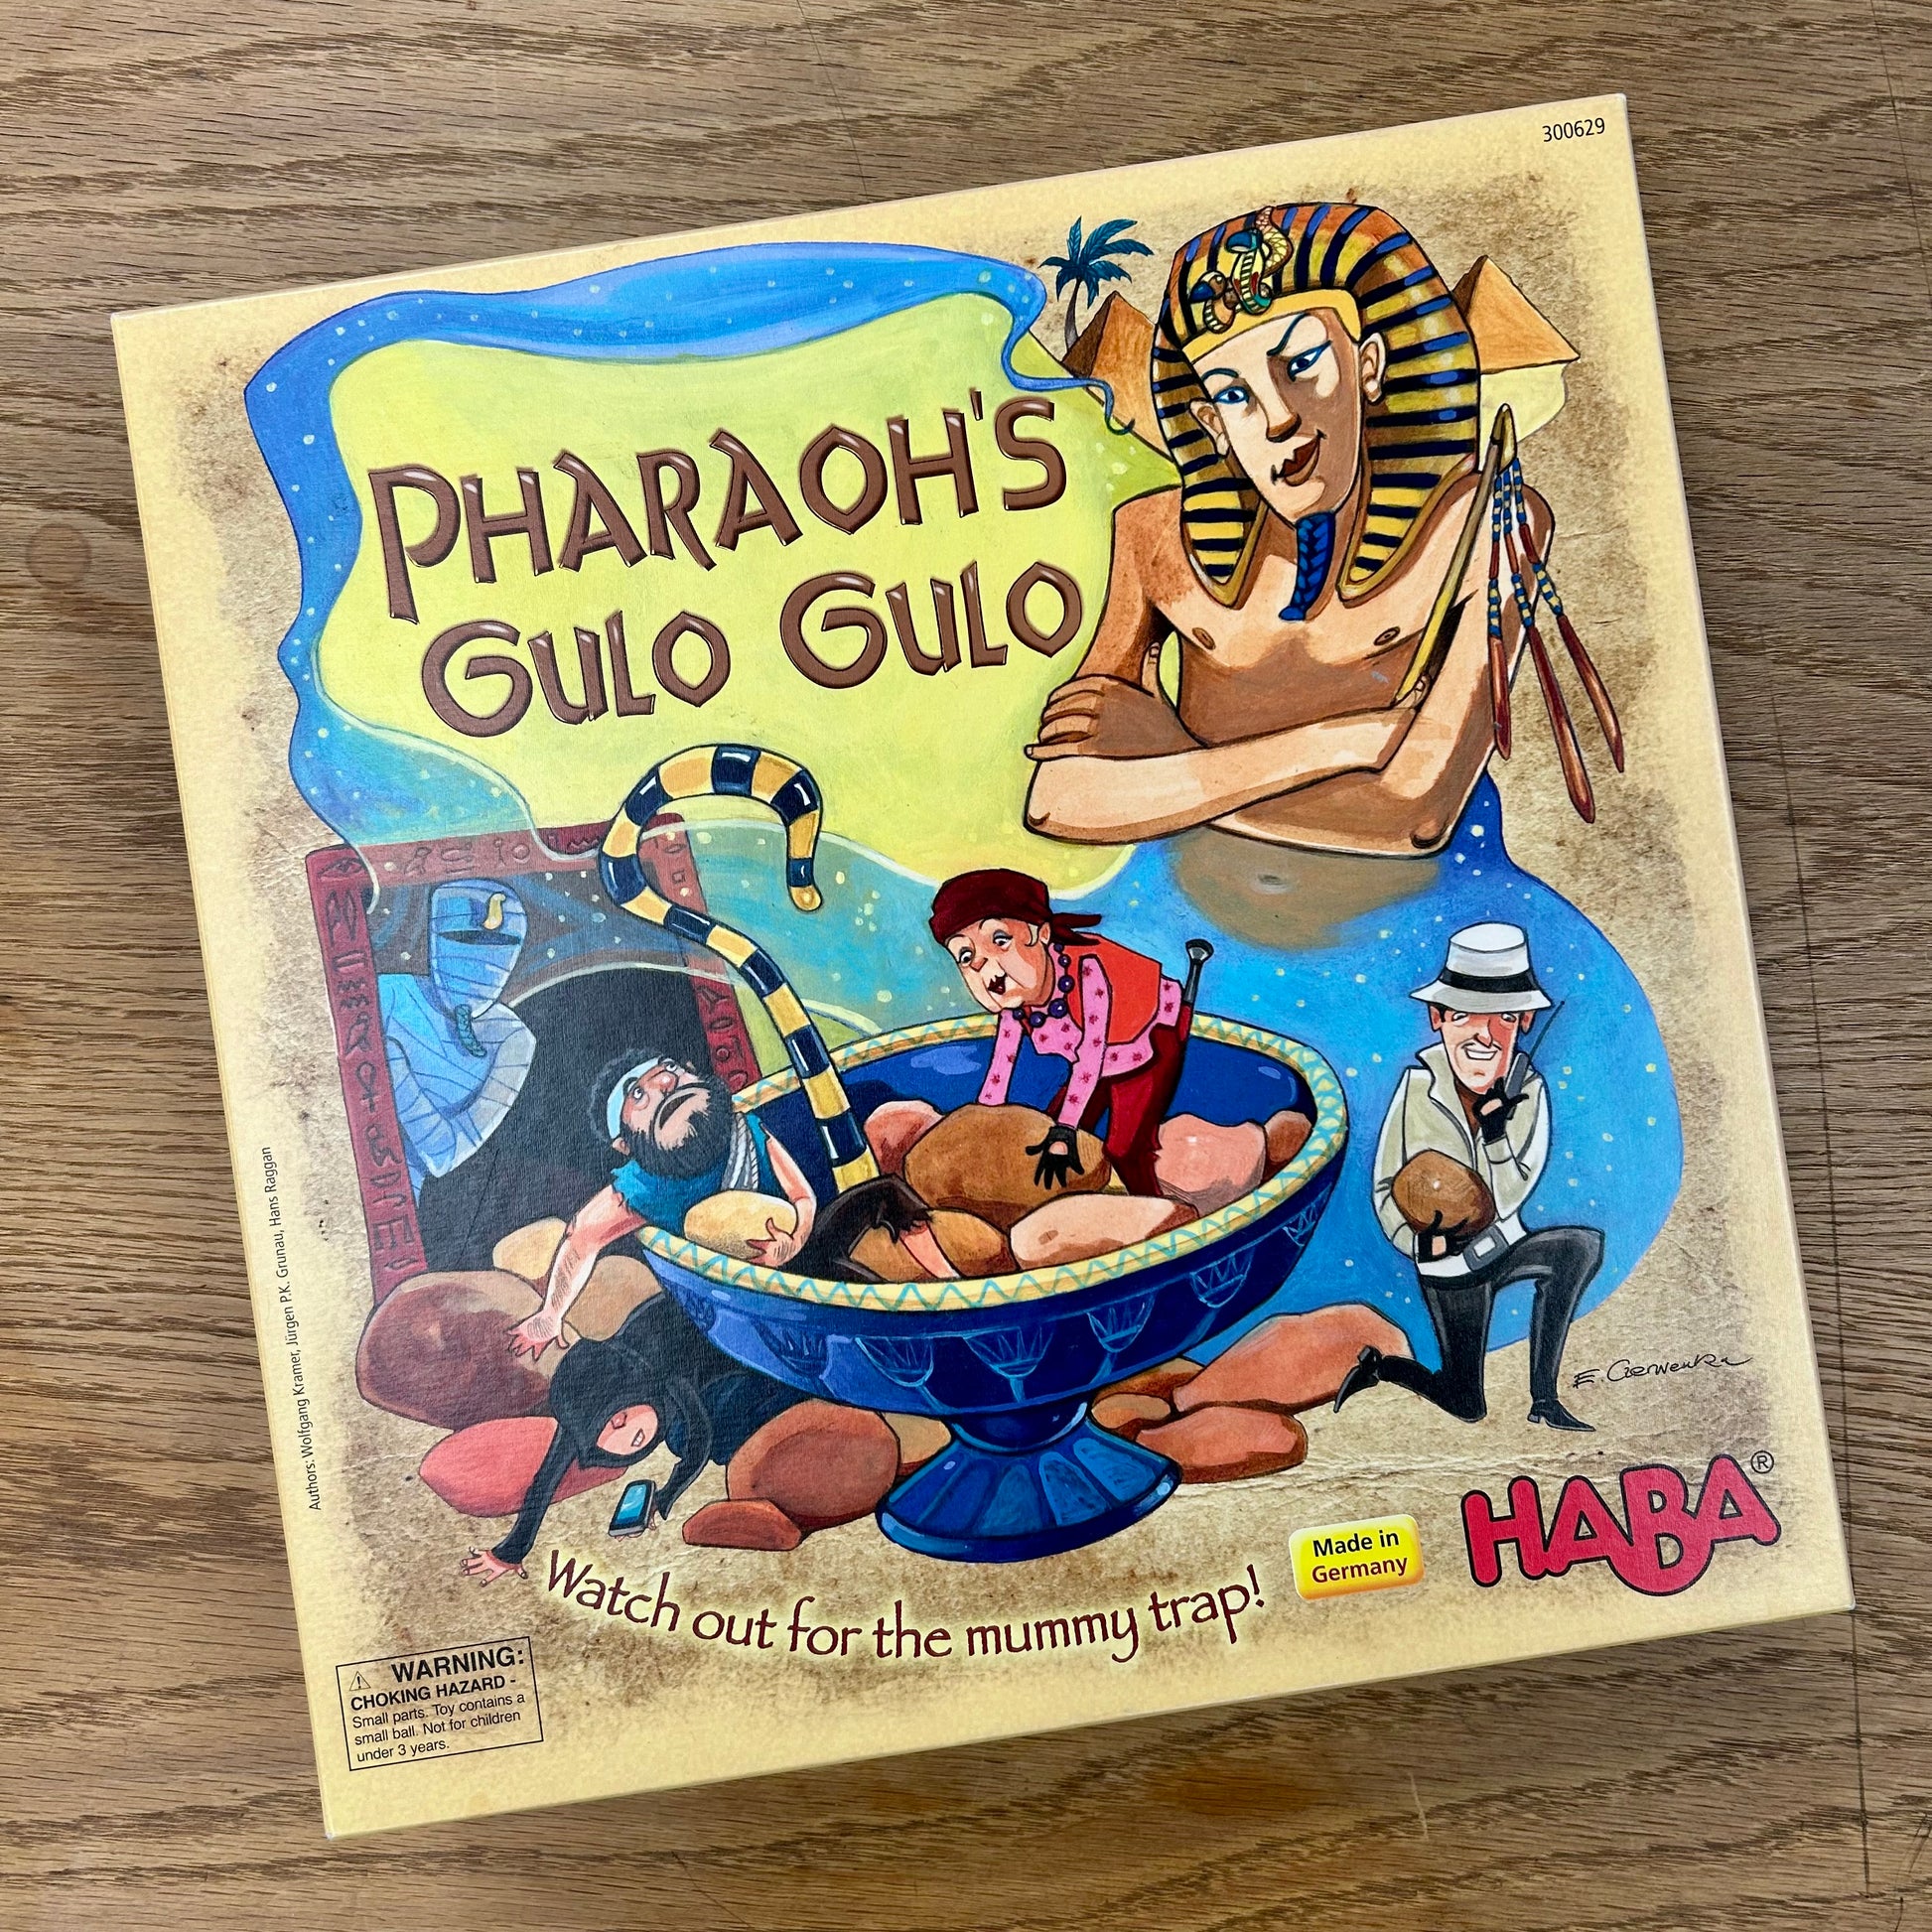 300629
PHARAOH'S
GULO GULO
Authors: Wolfgang Kramer, Jürgen P.K. Grunau, Hans Raggan
E. Czerwenka
HABA®
Made in
Germany
Watch out for the mummy trap!
WARNING:
CHOKING HAZARD -
Small parts. Toy contains a
small ball. Not for children
under 3 years.